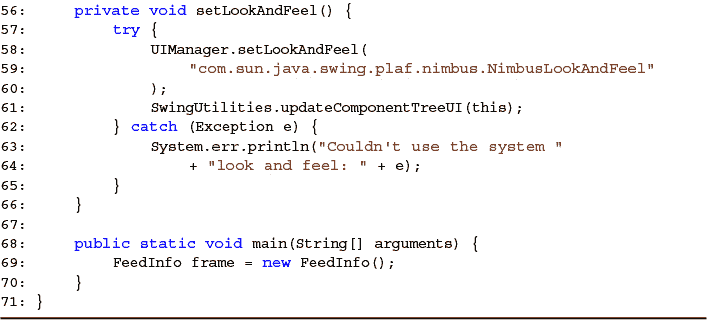 56:     private void setLookAndFeel() {
57:         try {
58:             UIManager.setLookAndFeel(
59:                 "com.sun.java.swing.plaf.nimbus.NimbusLookAndFeel"
60:             );
61:             SwingUtilities.updateComponentTreeUI(this);
62:         } catch (Exception e) {
63:             System.err.println("Couldn't use the system "
64:                 + "look and feel: " + e);
65:         }
66:     }
67:
68:     public static void main(String[] arguments) {
69:         FeedInfo frame = new FeedInfo();
70:     }
71: }